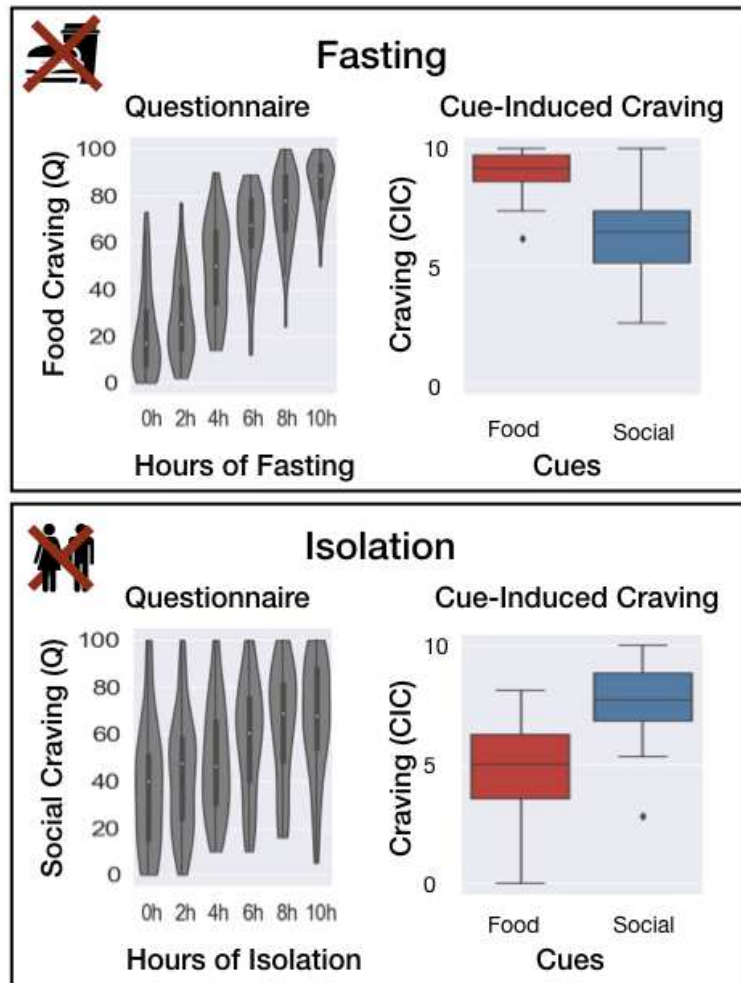 Fasting
Questionnaire
Food Craving (Q)
100
80
60
40
20
0
0h 2h 4h 6h 8h 10h
Hours of Fasting
Cue-Induced Craving
Craving (CIC)
10
5
0
Food Social
Cues
Isolation
Questionnaire
Social Craving (Q)
100
80
60
40
20
0
0h 2h 4h 6h 8h 10h
Hours of Isolation
Cue-Induced Craving
Craving (CIC)
10
5
0
Food Social
Cues